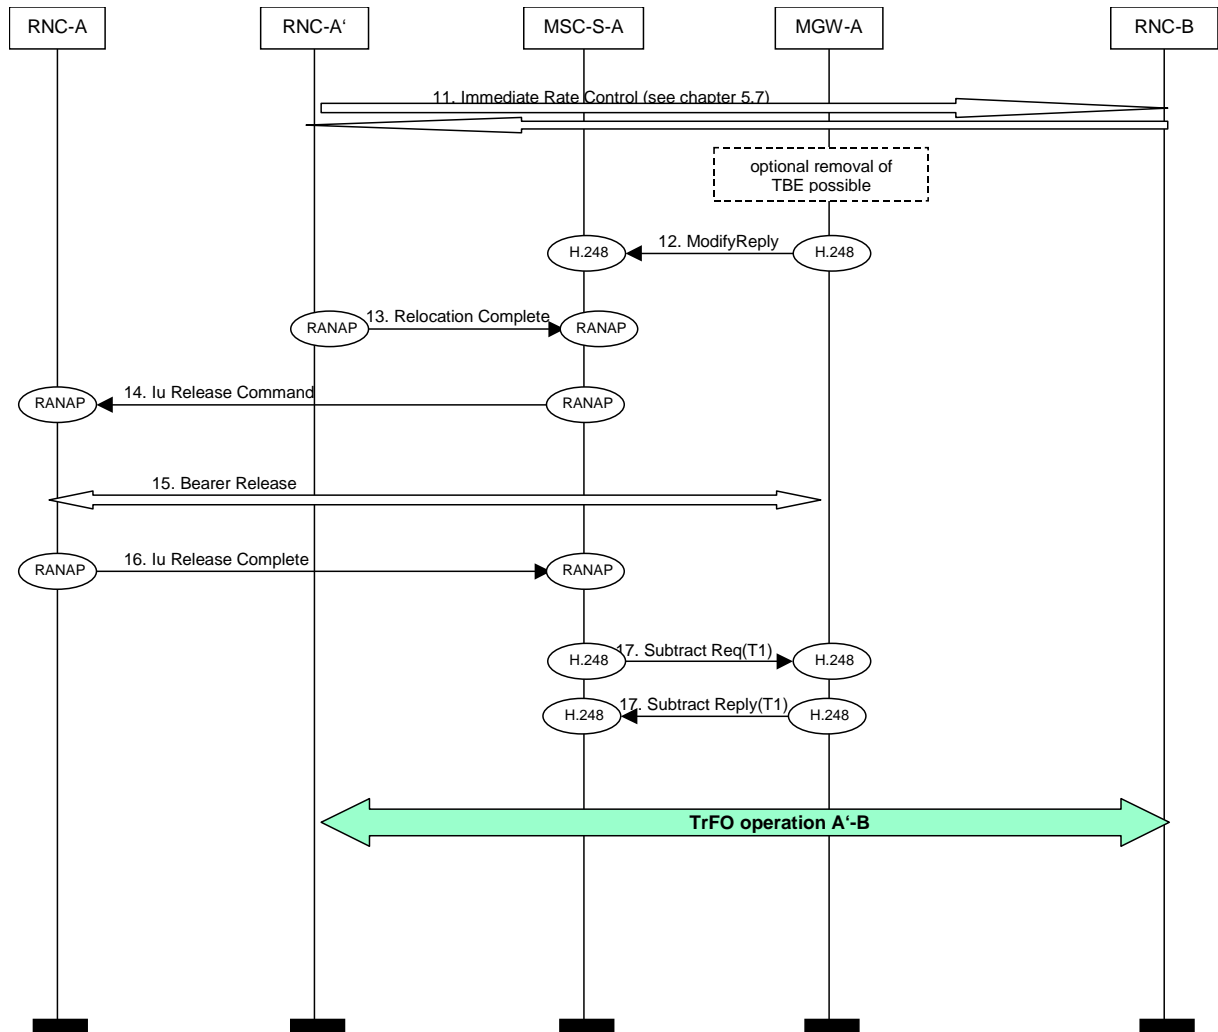 RNC-A
RNC-A‘
MSC-S-A
MGW-A
RNC-B
11. Immediate Rate Control (see chapter 5.7)
optional removal of
TBE possible
H.248
12. ModifyReply
H.248
RANAP
13. Relocation Complete
RANAP
RANAP
14. Iu Release Command
RANAP
15. Bearer Release
RANAP
16. Iu Release Complete
RANAP
H.248
17. Subtract Req(T1)
H.248
H.248
17. Subtract Reply(T1)
H.248
TrFO operation A‘-B